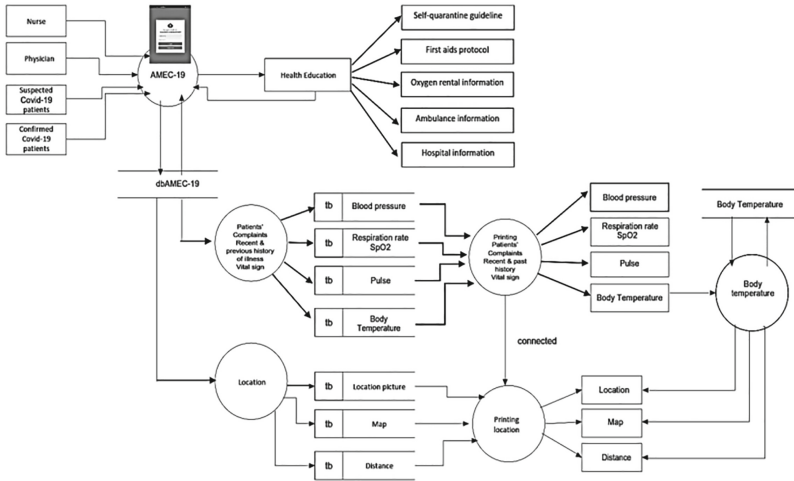 Nurse
Physician
Suspected
Covid-19
patients
Confirmed
Covid-19
patients
AMEC-19
Health Education
Self-quarantine guideline
First aids protocol
Oxygen rental information
Ambulance information
Hospital information
dbAMEC-19
Patients'
Complaints
Recent &
previous history
of illness
Vital sign
tb
Blood pressure
tb
Respiration rate
SpO2
tb
Pulse
tb
Body
Temperature
Printing
Patients'
Complaints
Recent & past
history
Vital sign
Blood pressure
Respiration rate
SpO2
Pulse
Body Temperature
Body Temperature
Body
temperature
connected
Location
tb
Location picture
tb
Map
tb
Distance
Printing
location
Location
Map
Distance